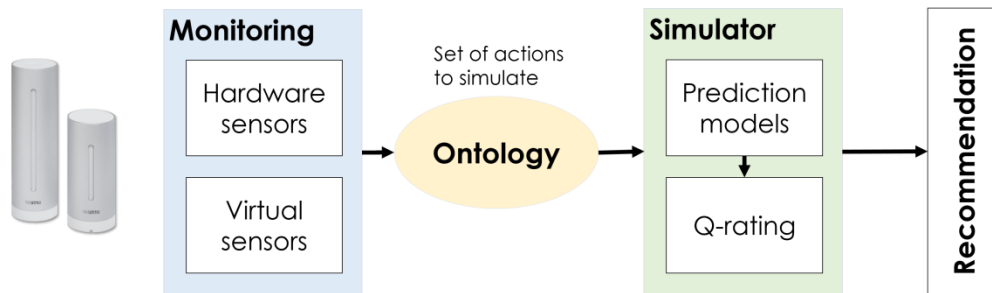 Monitoring
Hardware
sensors
Virtual
sensors
Set of actions
to simulate
Ontology
Simulator
Prediction
models
Q-rating
Recommendation